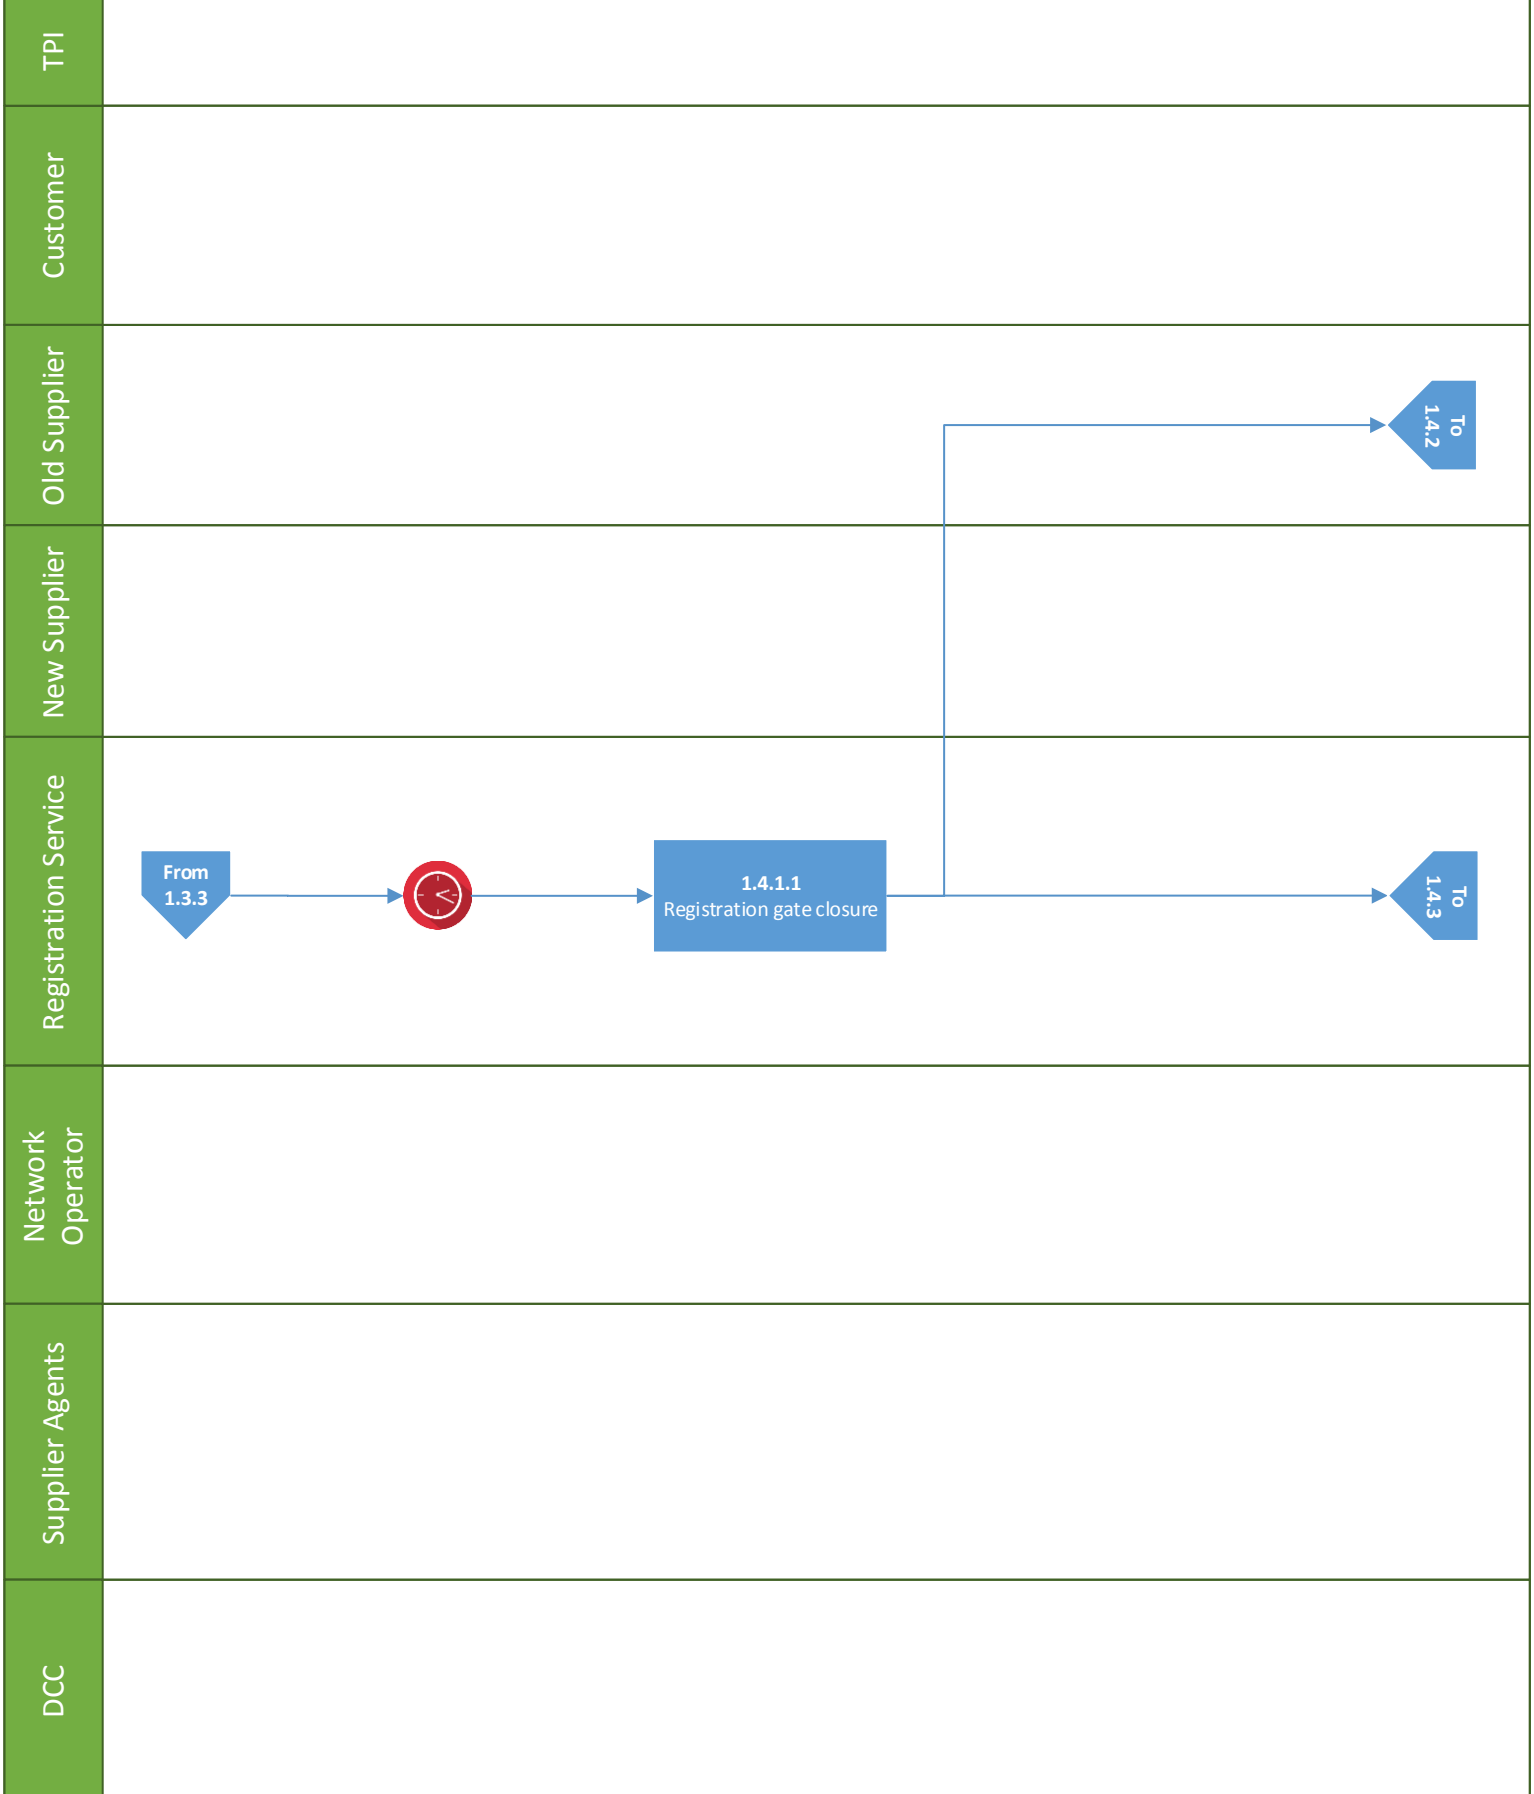 TPI
Customer
Old Supplier
To
1.4.2
New Supplier
Registration Service
From
1.3.3
1.4.1.1
Registration gate closure
To
1.4.3
Network
Operator
Supplier Agents
DCC